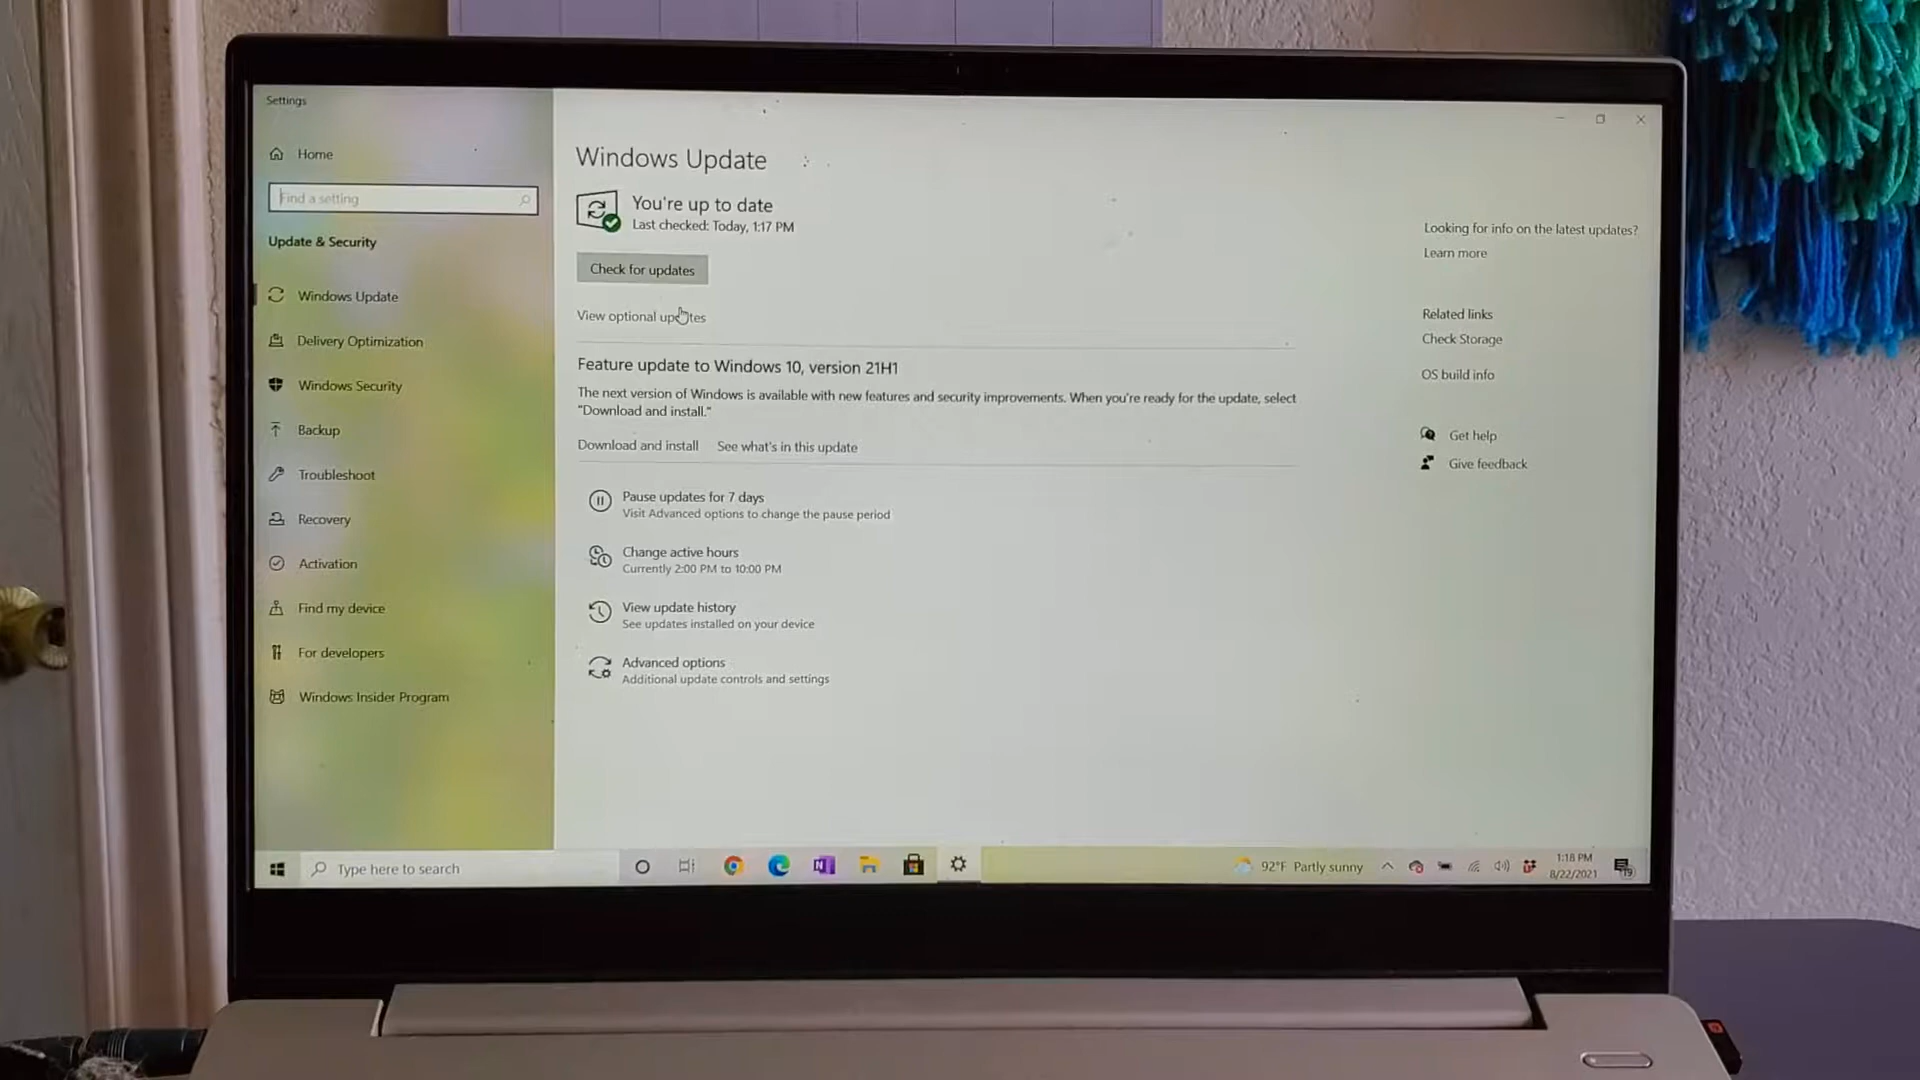 Settings
Home
Find a setting
Update & Security
Windows Update
Delivery Optimization
Windows Security
Backup
Troubleshoot
Recovery
Activation
Find my device
For developers
Windows Insider Program
Windows Update
You're up to date
Last checked: Today, 1:17 PM
Check for updates
View optional updates
Feature update to Windows 10, version 21H1
The next version of Windows is available with new features and security improvements. When you're ready for the update, select
"Download and install."
Download and install See what's in this update
Pause updates for 7 days
Visit Advanced options to change the pause period
Change active hours
Currently 2:00 PM to 10:00 PM
View update history
See updates installed on your device
Advanced options
Additional update controls and settings
Looking for info on the latest updates?
Learn more
Related links
Check Storage
OS build info
Get help
Give feedback
Type here to search
92°F Partly sunny
1:18 PM
8/22/2021
19